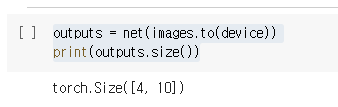 [ ] outputs = net(images.to(device))
print(outputs.size())
torch.Size([4, 10])